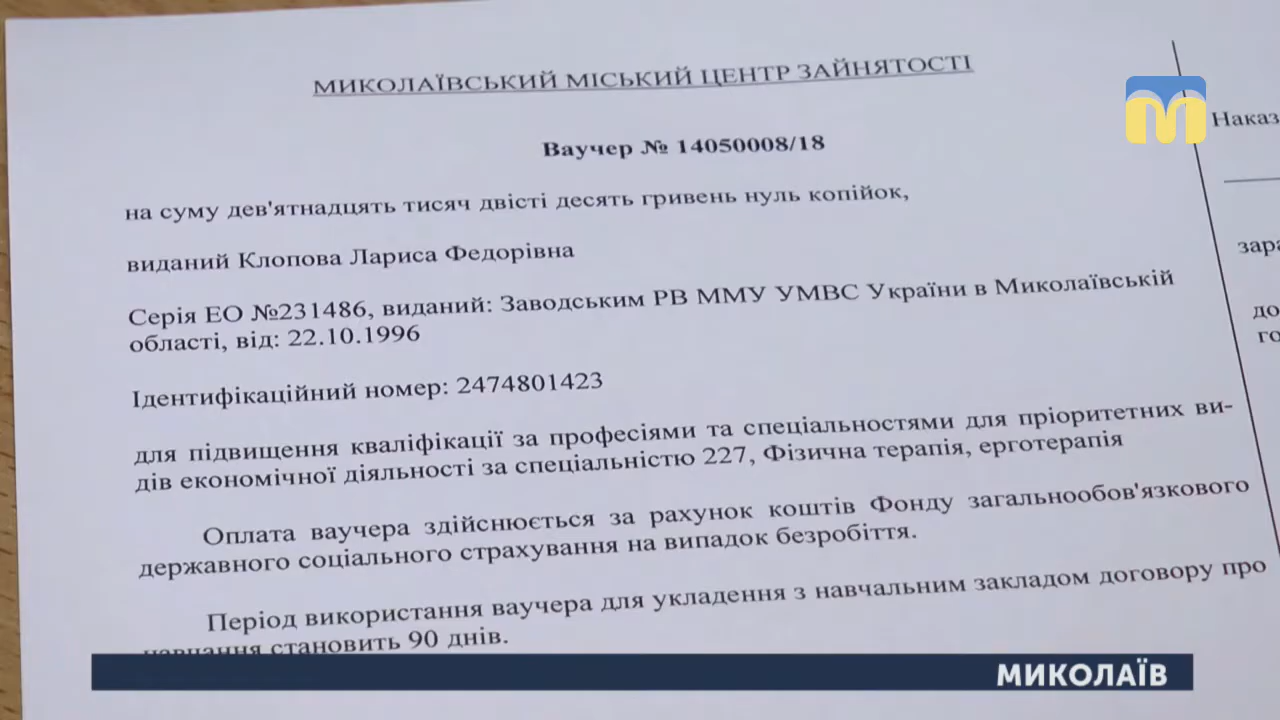 МИКОЛАЇВСЬКИЙ МІСЬКИЙ ЦЕНТР ЗАЙНЯТОСТІ
Ваучер № 14050008/18
на суму дев'ятнадцять тисяч двісті десять гривень нуль копійок,
виданий Клопова Лариса Федорівна
Серія ЕО №231486, виданий: Заводським РВ ММУ УМВС України в Миколаївській
області, від: 22.10.1996
Ідентифікаційний номер: 2474801423
для підвищення кваліфікації за професіями та спеціальностями для пріоритетних ви-
дів економічної діяльності за спеціальністю 227, Фізична терапія, ерготерапія
Оплата ваучера здійснюється за рахунок коштів Фонду загальнообов'язкового
державного соціального страхування на випадок безробіття.
Період використання ваучера для укладення з навчальним закладом договору про
навчання становить 90 днів.
Наказ
зара
до
го
МИКОЛАЇВ